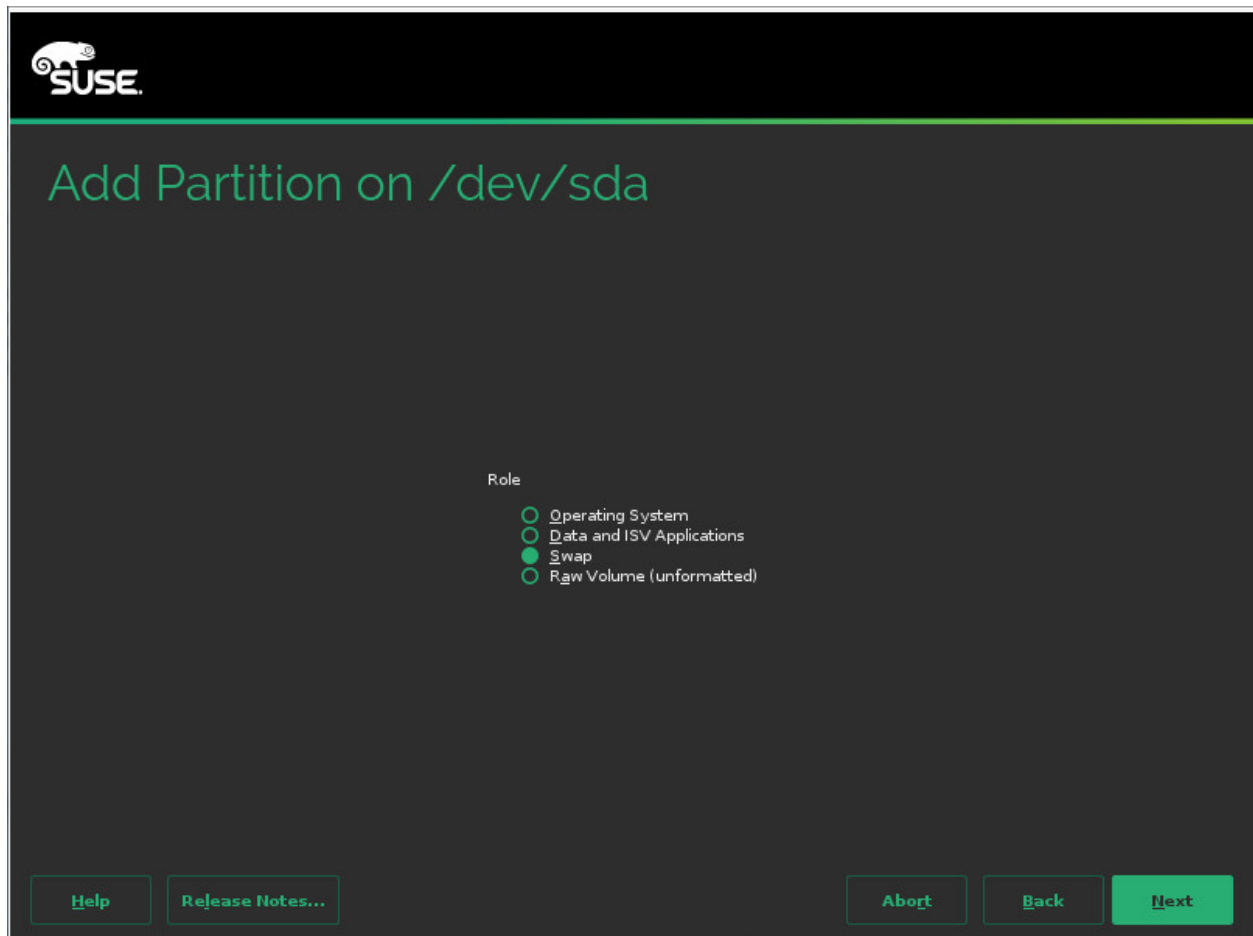 SUSE.
Add Partition on /dev/sda
Role
Operating System
Data and ISV Applications
Swap
Raw Volume (unformatted)
Help Release Notes... Abort Back Next